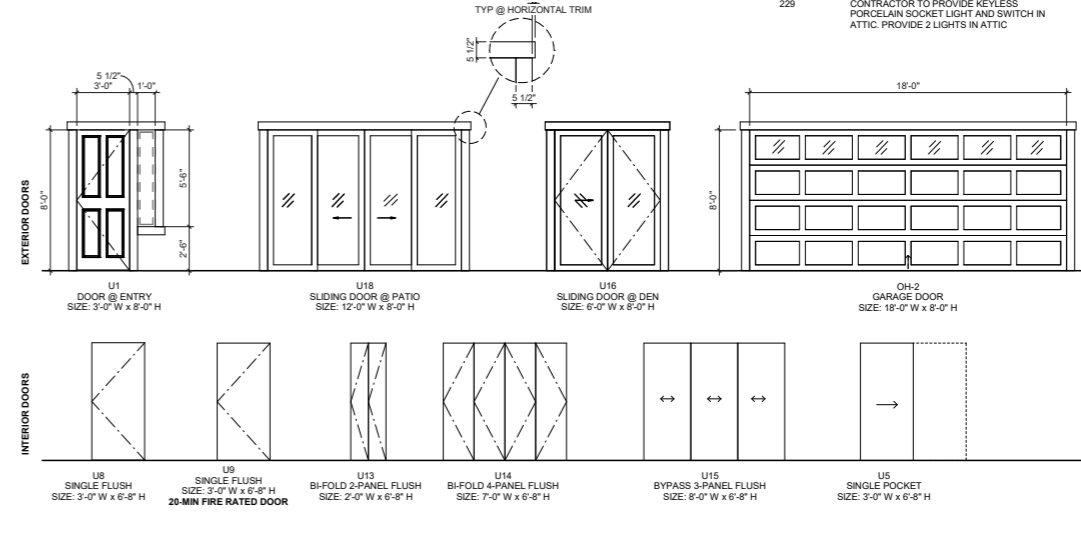 TYP @ HORIZONTAL TRIM
229
CONTRACTOR TO PROVIDE KEYLESS
PORCELAIN SOCKET LIGHT AND SWITCH IN
ATTIC. PROVIDE 2 LIGHTS IN ATTIC
5 1/2"
5 1/2"
5 1/2"
3'-0"
1'-0"
18'-0"
EXTERIOR DOORS
8'-0"
5'-6"
2'-6"
8'-0"
U1
DOOR @ ENTRY
SIZE: 3'-0" W x 8'-0" H
U18
SLIDING DOOR @ PATIO
SIZE: 12'-0" W x 8'-0" H
U16
SLIDING DOOR @ DEN
SIZE: 6'-0" W x 8'-0" H
OH-2
GARAGE DOOR
SIZE: 18'-0" W x 8'-0" H
INTERIOR DOORS
U8
SINGLE FLUSH
SIZE: 3'-0" W x 6'-8" H
U9
SINGLE FLUSH
SIZE: 3'-0" W x 6'-8" H
20-MIN FIRE RATED DOOR
U13
BI-FOLD 2-PANEL FLUSH
SIZE: 2'-0" W x 6'-8" H
U14
BI-FOLD 4-PANEL FLUSH
SIZE: 7'-0" W x 6'-8" H
U15
BYPASS 3-PANEL FLUSH
SIZE: 8'-0" W x 6'-8" H
U5
SINGLE POCKET
SIZE: 3'-0" W x 6'-8" H